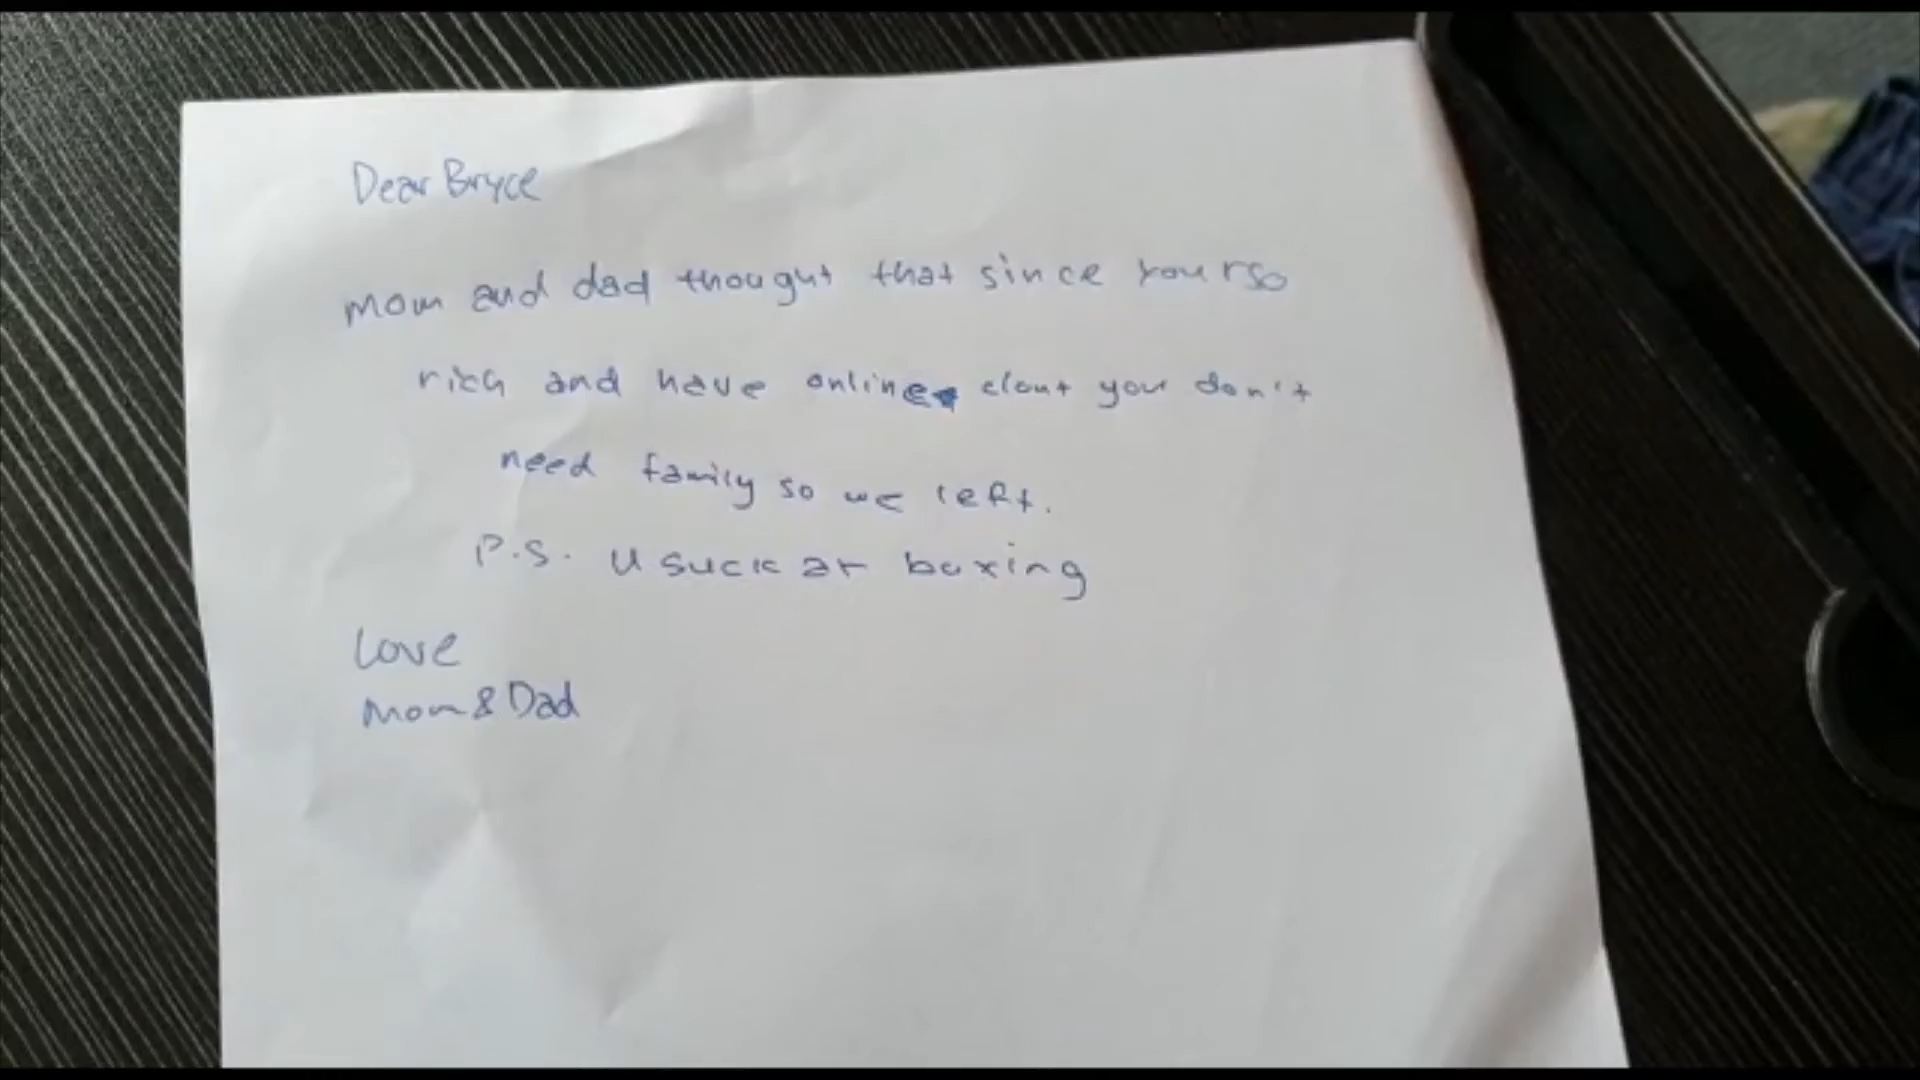 Dear Bryce
Mom and dad thought that since your so
rich and have online clout you don't
need family so we left.
P.S. U suck at boxing
Love
Mom & Dad